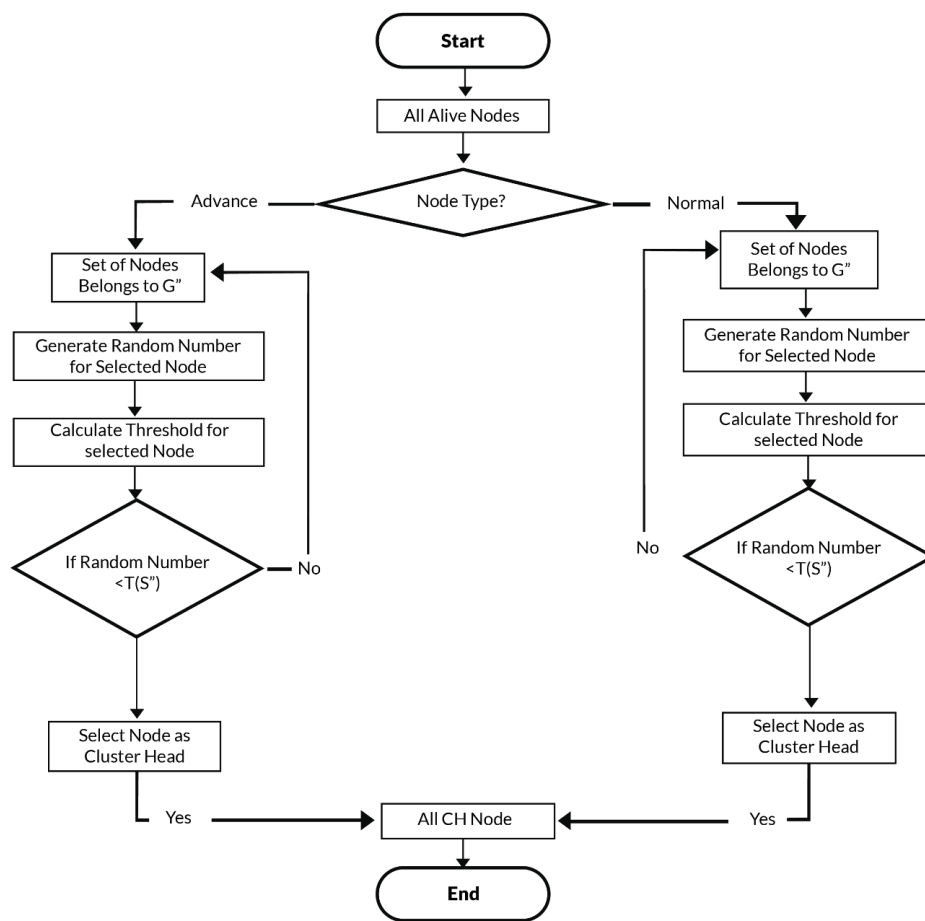 Start
All Alive Nodes
Node Type?
Advance
Normal
Set of Nodes
Belongs to G”
Generate Random Number
for Selected Node
Calculate Threshold for
selected Node
If Random Number
<T(S”)
No
Select Node as
Cluster Head
Yes
Set of Nodes
Belongs to G”
Generate Random Number
for Selected Node
Calculate Threshold for
selected Node
If Random Number
<T(S”)
No
Select Node as
Cluster Head
Yes
All CH Node
End